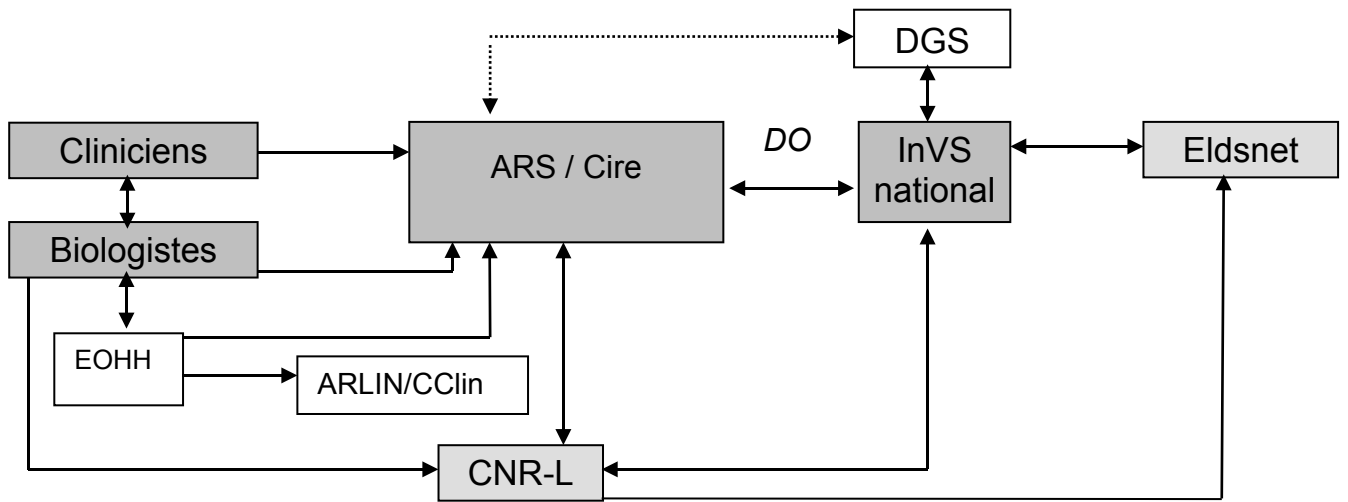 DGS
Cliniciens
ARS / Cire
DO
InVS
national
Eldsnet
Biologistes
EOHH
ARLIN/CClin
CNR-L